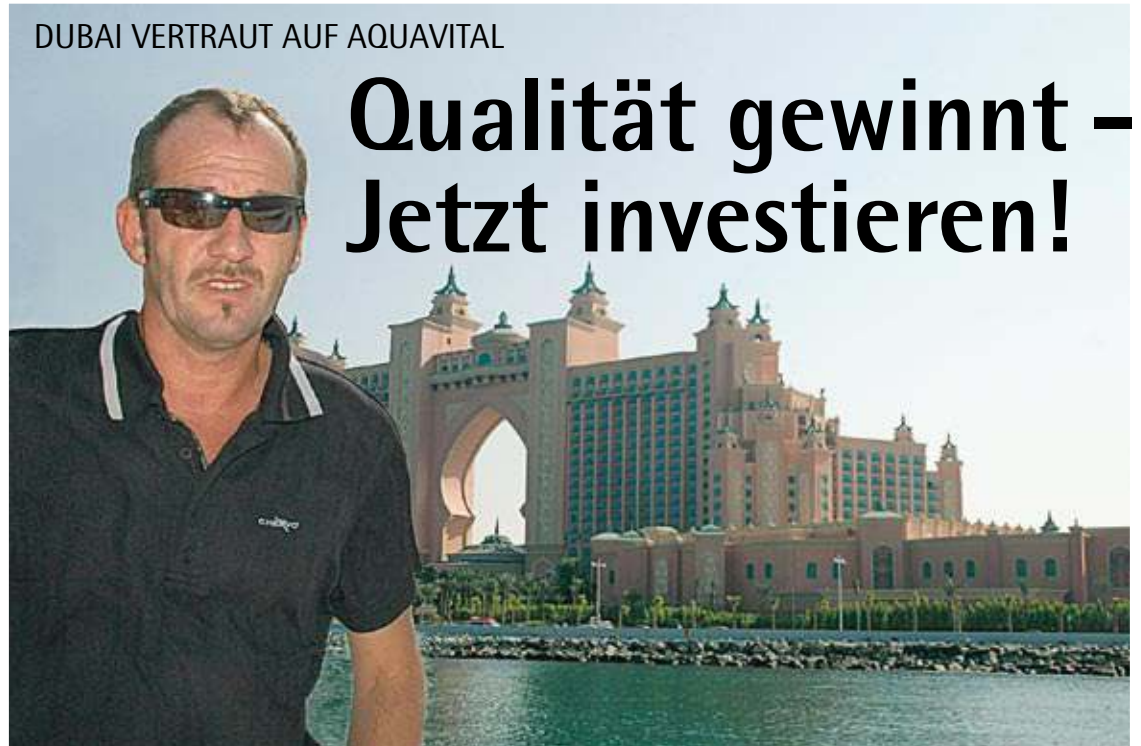 DUBAI VERTRAUT AUF AQUAVITAL
Qualität gewinnt –
Jetzt investieren!